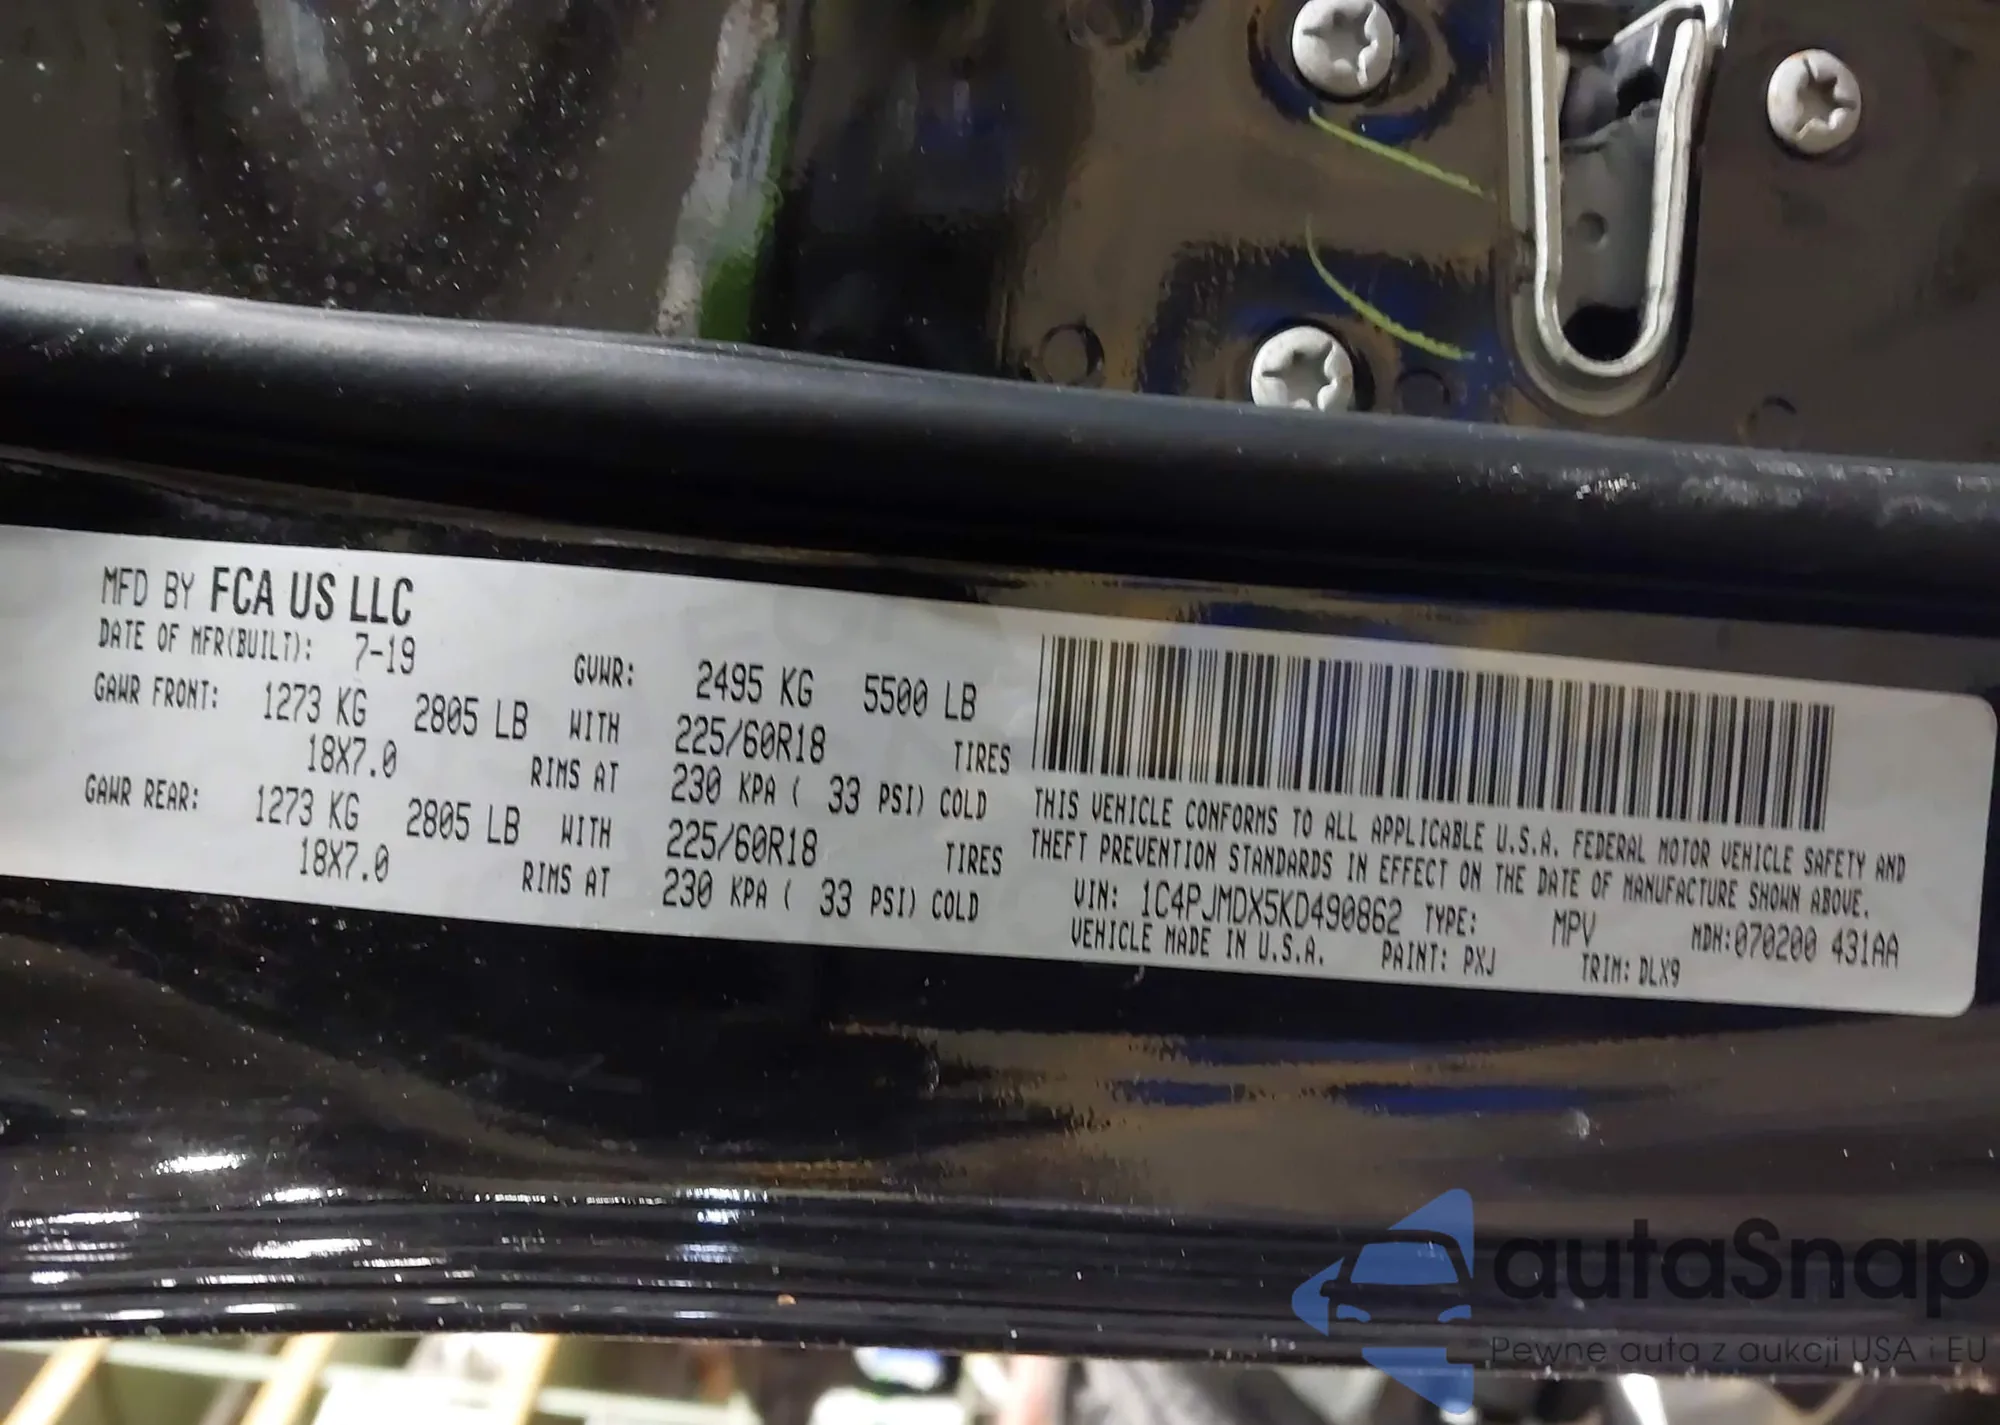 MFD BY FCA US LLC
DATE OF MFR(BUILT): 7-19
GVWR: 2495 KG 5500 LB
GAWR FRONT: 1273 KG 2805 LB WITH 225/60R18 TIRES
18X7.0 RIMS AT 230 KPA ( 33 PSI) COLD
GAWR REAR: 1273 KG 2805 LB WITH 225/60R18 TIRES
18X7.0 RIMS AT 230 KPA ( 33 PSI) COLD
THIS VEHICLE CONFORMS TO ALL APPLICABLE U.S.A. FEDERAL MOTOR VEHICLE SAFETY AND
THEFT PREVENTION STANDARDS IN EFFECT ON THE DATE OF MANUFACTURE SHOWN ABOVE.
VIN: 1C4PJMDX5KD490862 TYPE: MPV MDH:070200 431AA
VEHICLE MADE IN U.S.A. PAINT: PXJ TRIM: DLX9
autaSnap
Pewne auta z aukcji USA i EU